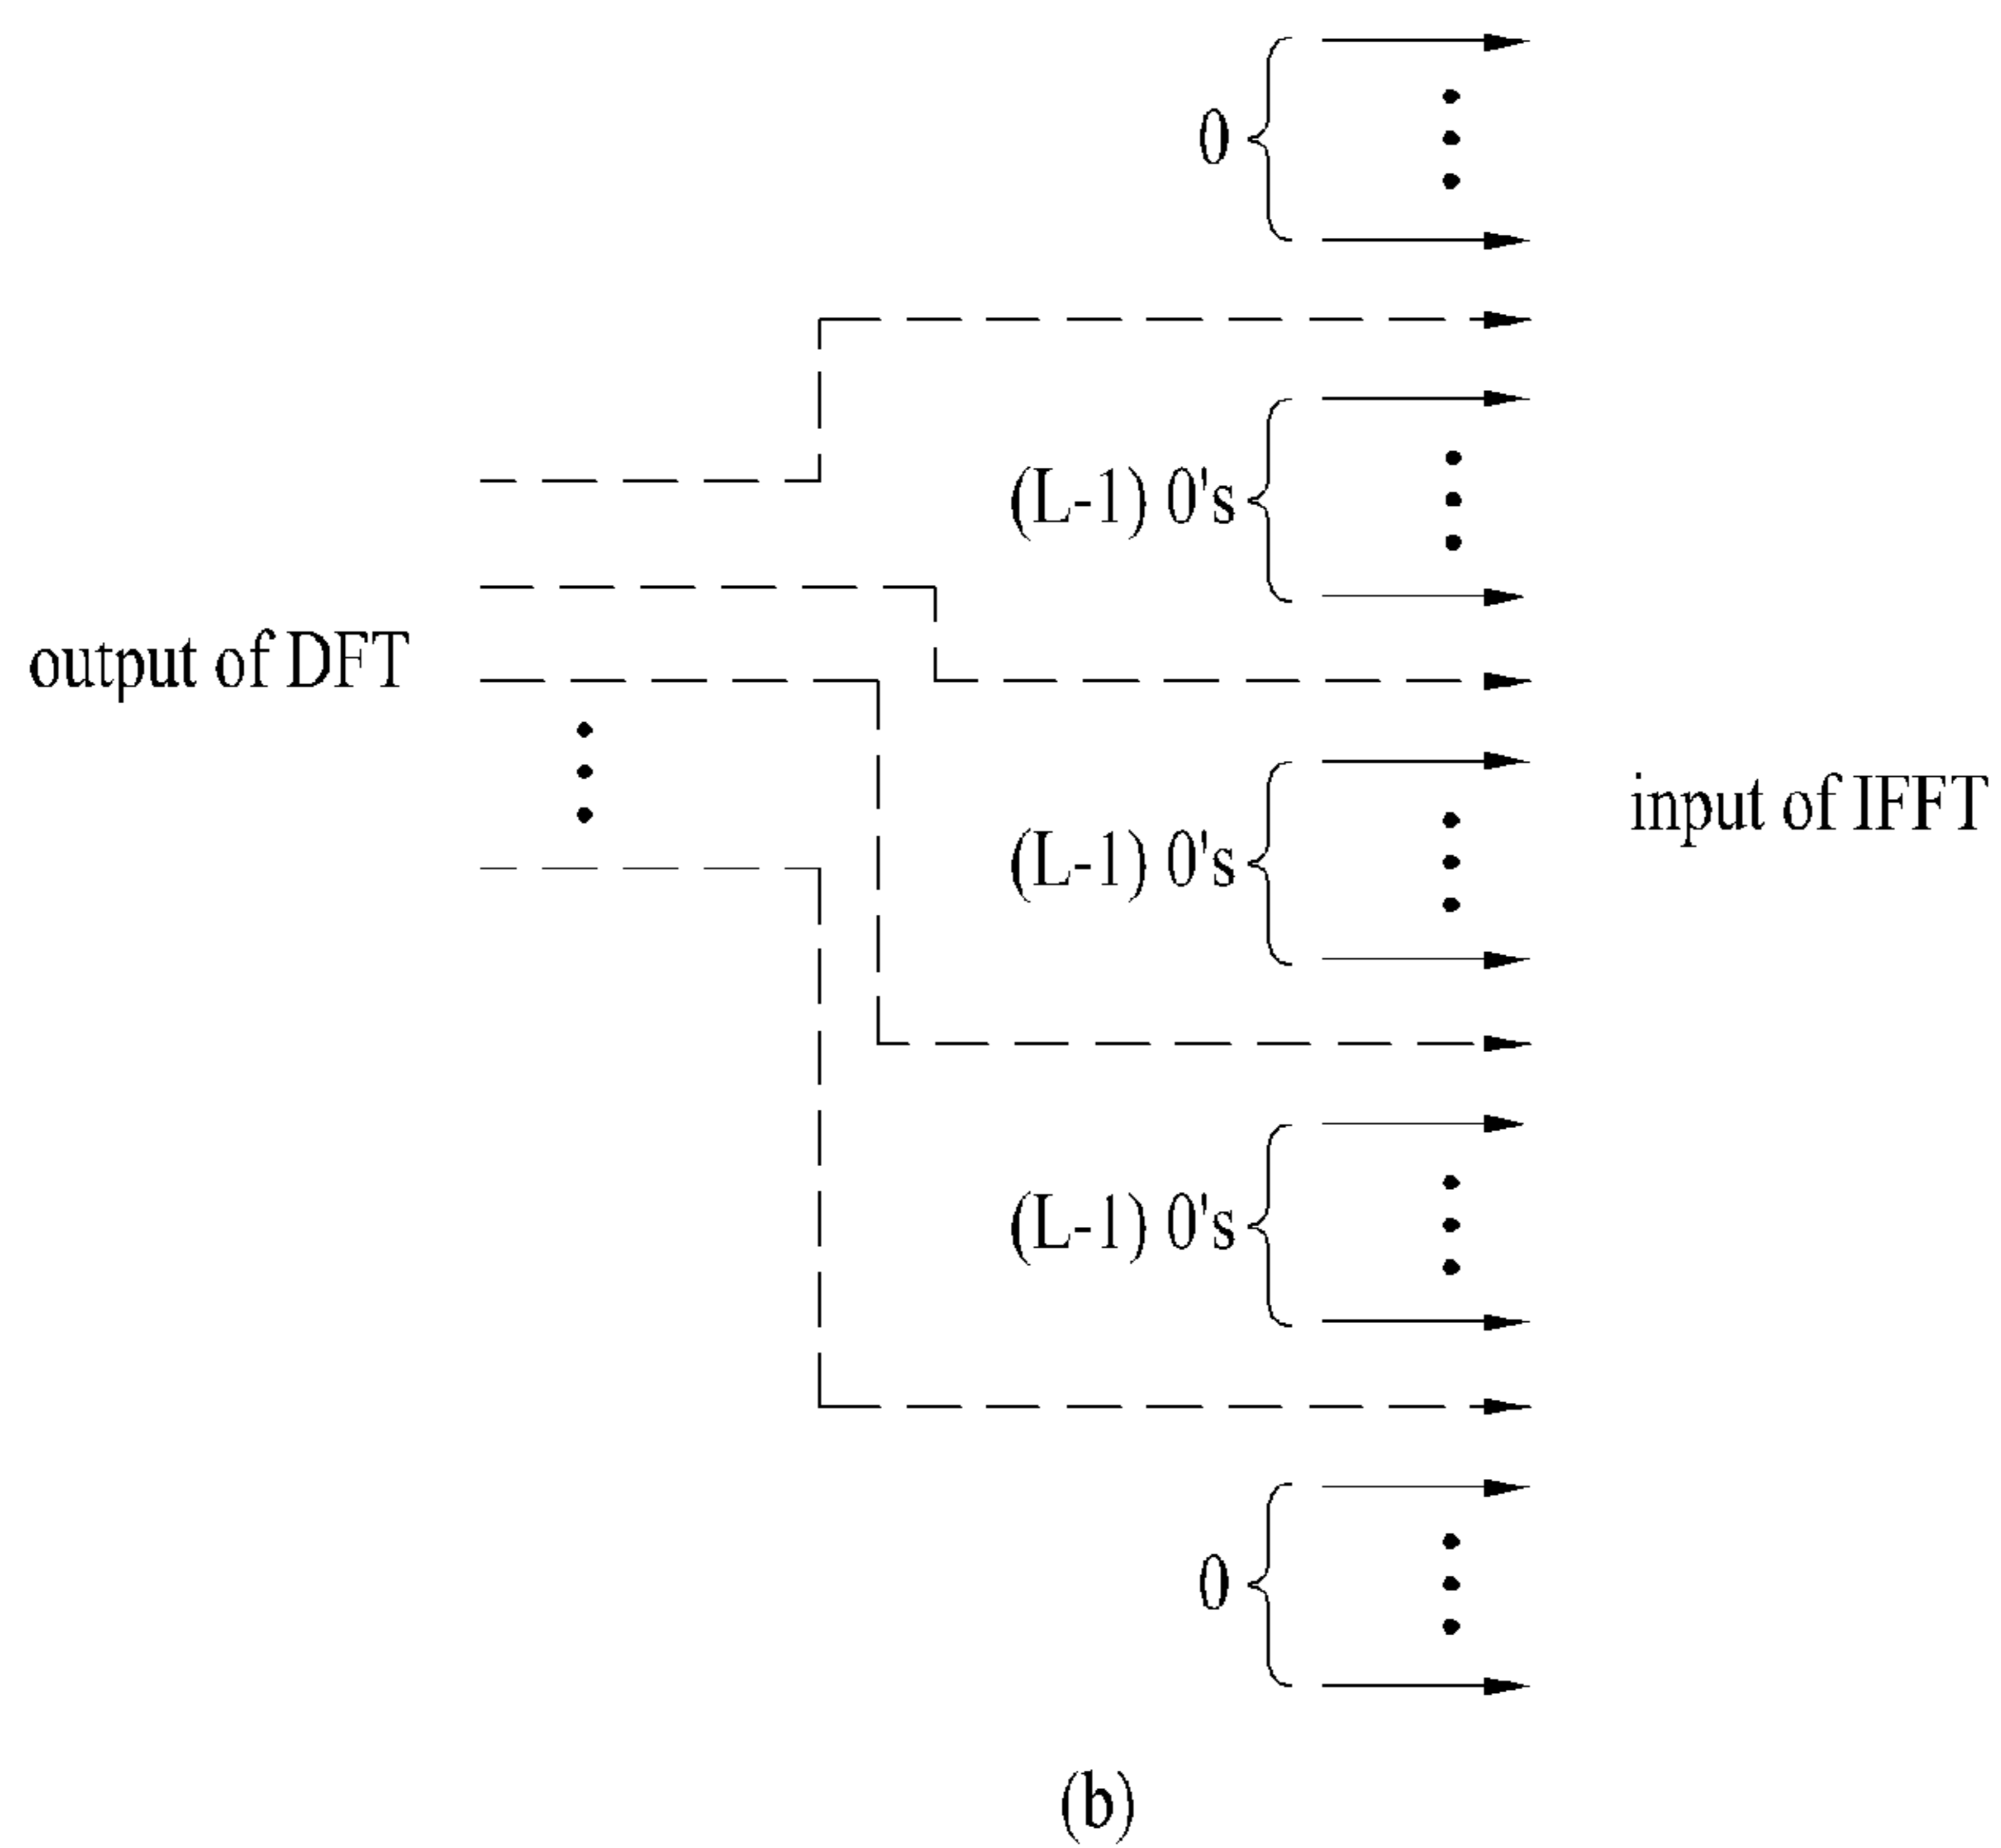 0
(L-1) 0's
output of DFT
(L-1) 0's
input of IFFT
(L-1) 0's
0
(b)